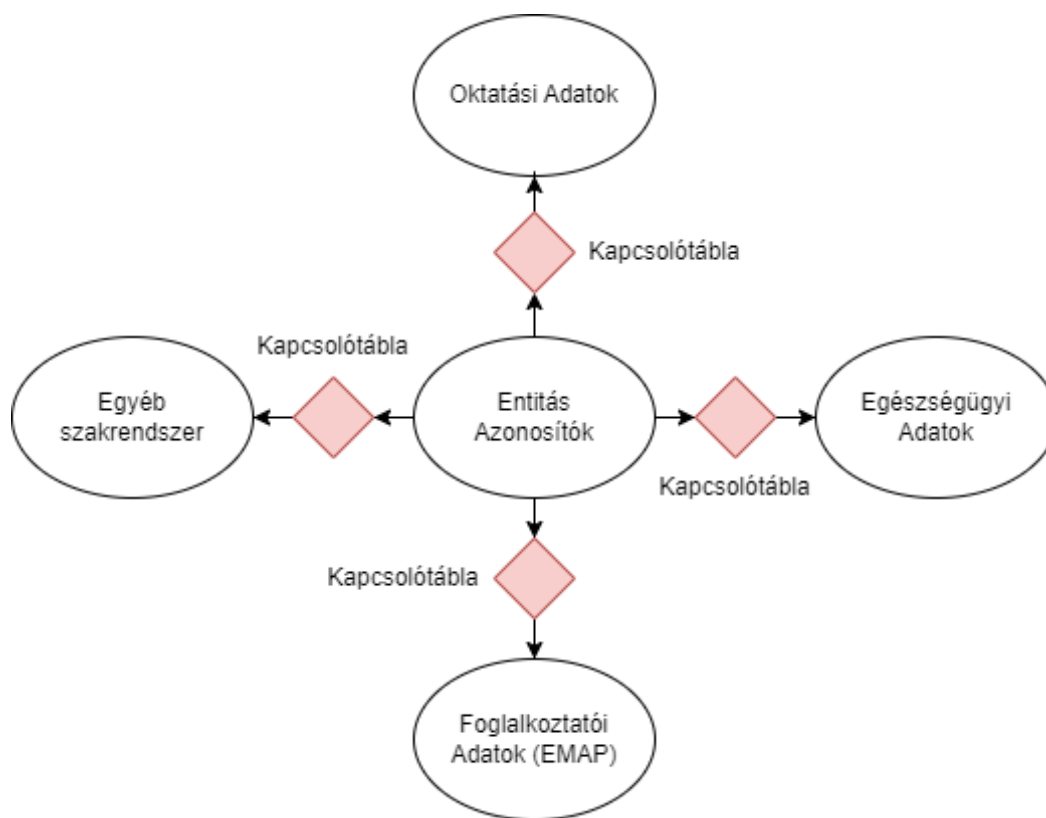 Oktatási Adatok
Kapcsolótábla
Kapcsolótábla
Egyéb
szakrendszer
Entitás
Azonosítók
Egészségügyi
Adatok
Kapcsolótábla
Kapcsolótábla
Foglalkoztatói
Adatok (EMAP)